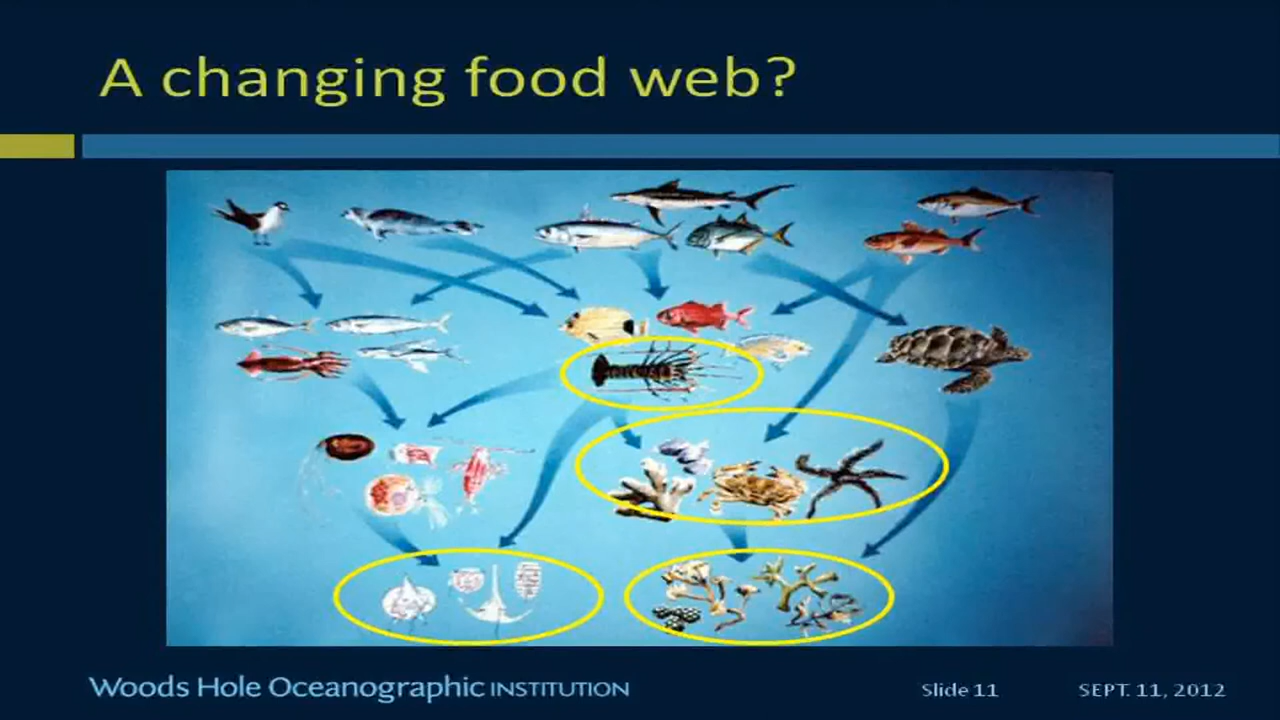 A changing food web?
Woods Hole Oceanographic INSTITUTION
Slide 11
SEPT. 11, 2012